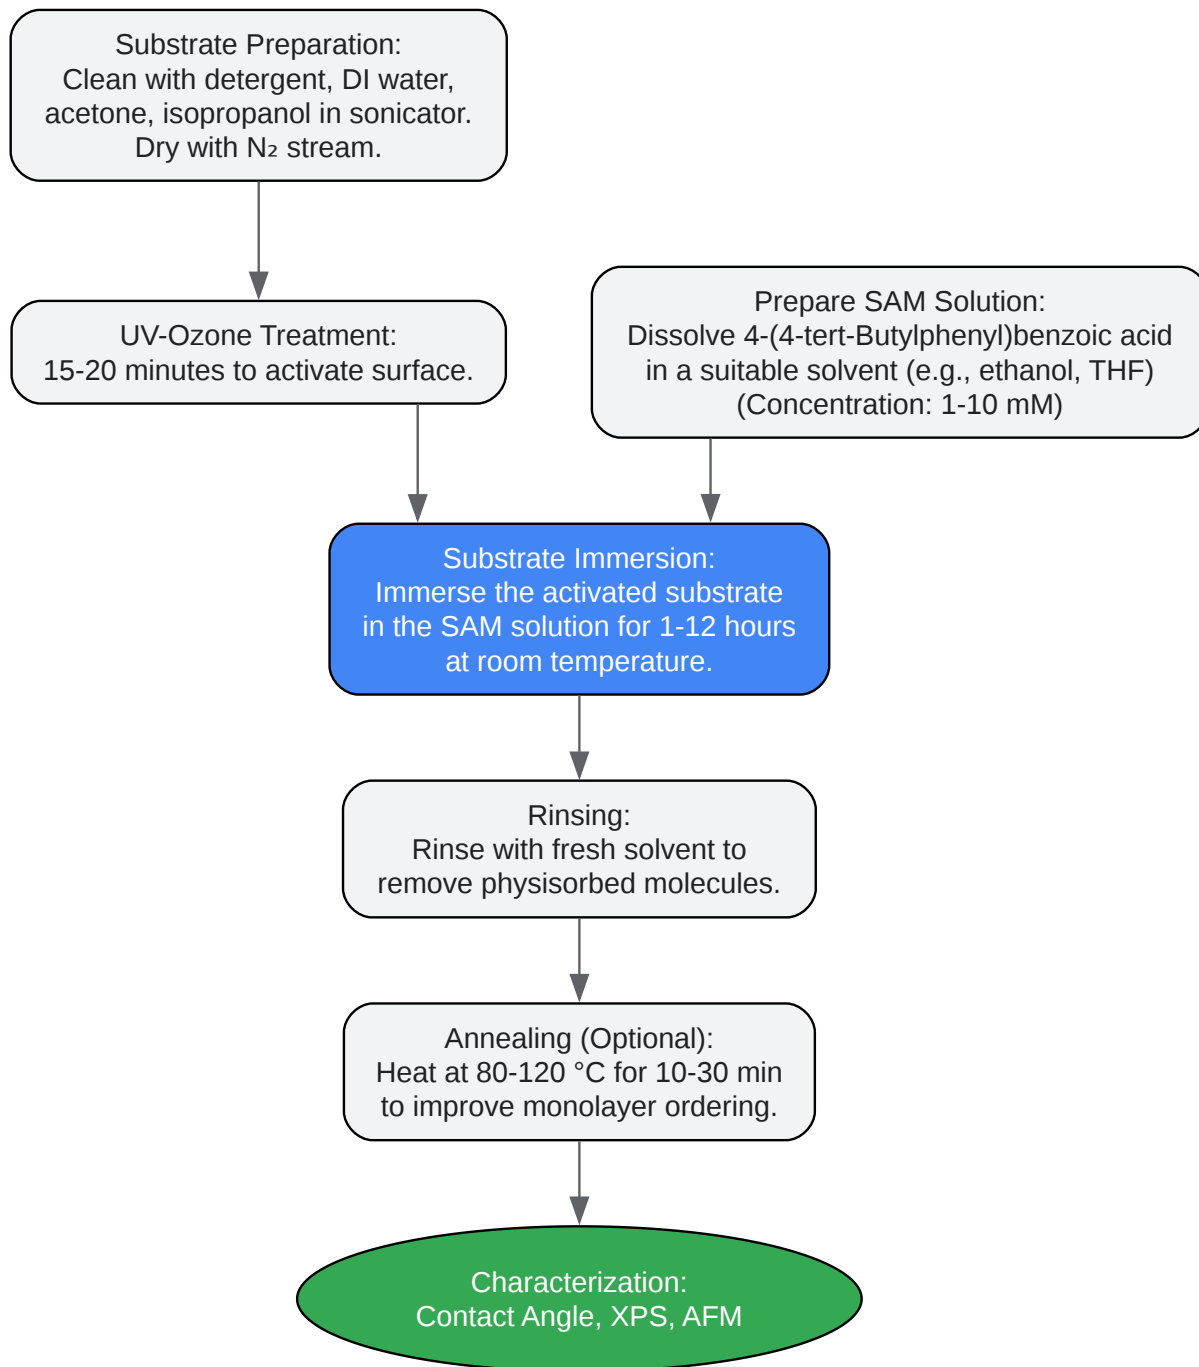 Substrate Preparation:
Clean with detergent, DI water,
acetone, isopropanol in sonicator.
Dry with N₂ stream.
UV-Ozone Treatment:
15-20 minutes to activate surface.
Prepare SAM Solution:
Dissolve 4-(4-tert-Butylphenyl)benzoic acid
in a suitable solvent (e.g., ethanol, THF)
(Concentration: 1-10 mM)
Substrate Immersion:
Immerse the activated substrate
in the SAM solution for 1-12 hours
at room temperature.
Rinsing:
Rinse with fresh solvent to
remove physisorbed molecules.
Annealing (Optional):
Heat at 80-120 °C for 10-30 min
to improve monolayer ordering.
Characterization:
Contact Angle, XPS, AFM